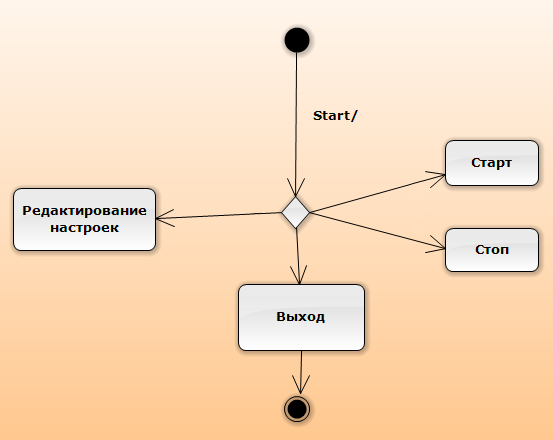 Start/
Старт
Редактирование
настроек
Стоп
Выход